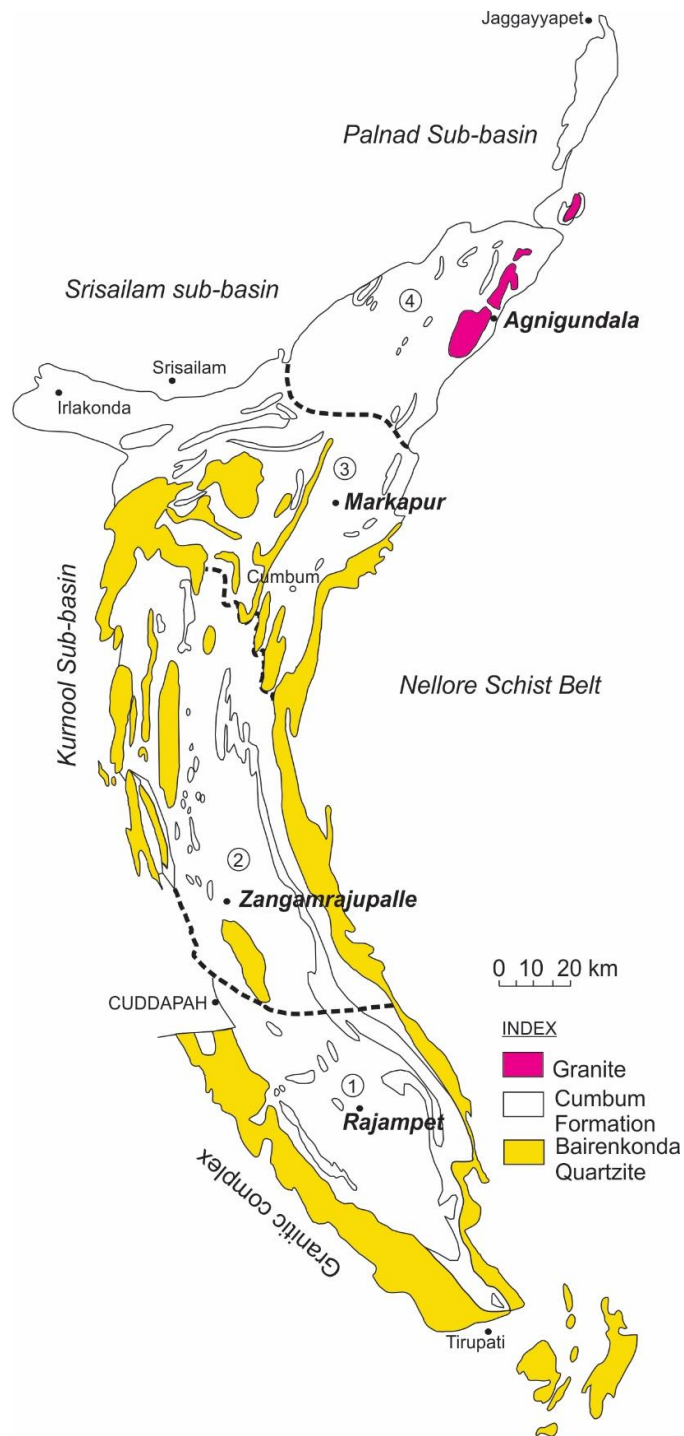 Jaggayyapet
Palnad Sub-basin
Srisailam sub-basin
4
Agnigundala
Srisailam
Irlakonda
3
Markapur
Cumbum
Kurnool Sub-basin
Nellore Schist Belt
2
Zangamrajupalle
0 10 20 km
CUDDAPAH
INDEX
Granite
Cumbum
Formation
Bairenkonda
Quartzite
1
Rajampet
Granitic complex
Tirupati